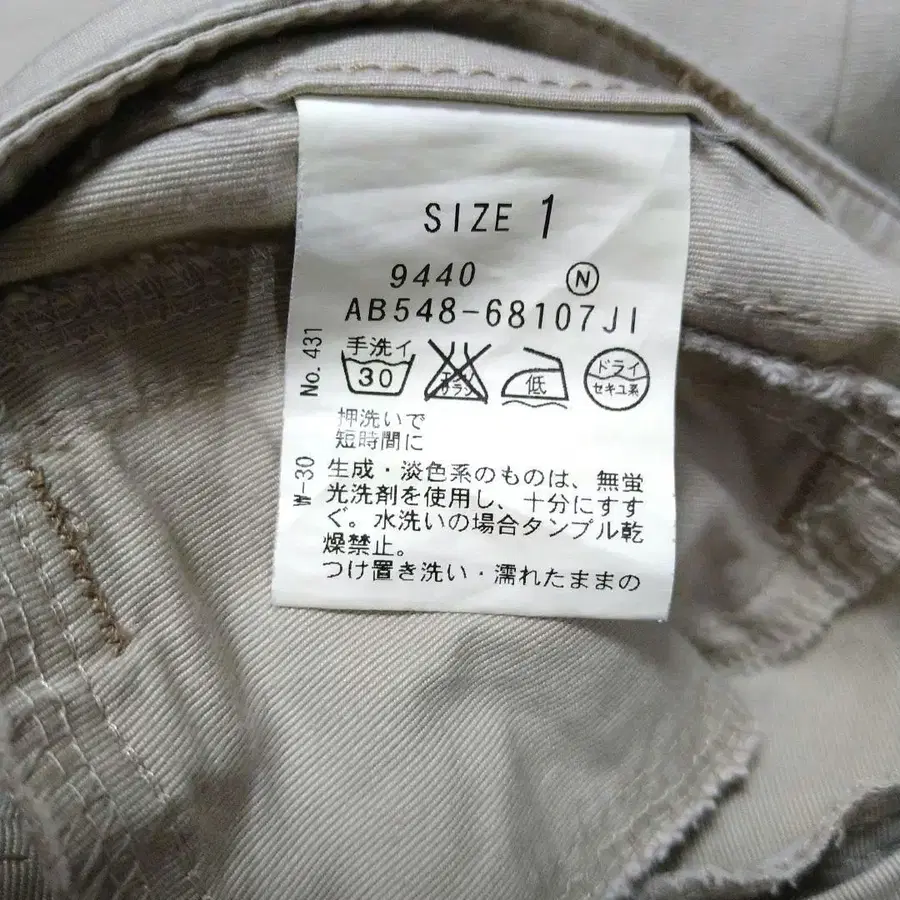 SIZE 1
9440 Ⓝ
AB548-68107JI
No. 431
手洗イ
30
エンソ
サラシ
低
ドライ
セキユ系
押洗いで
短時間に
W-30
生成・淡色系のものは、無蛍
光洗剤を使用し、十分にすす
ぐ。水洗いの場合タンブル乾
燥禁止。
つけ置き洗い・濡れたままの